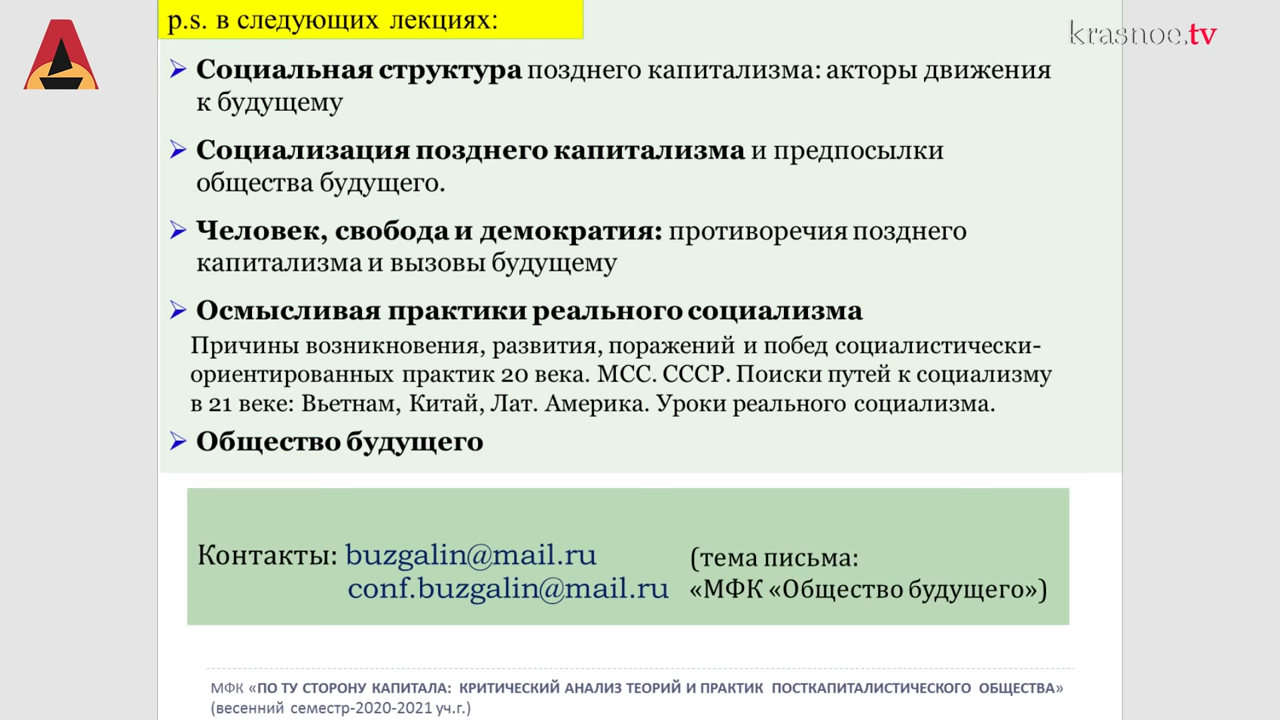 p.s. в следующих лекциях:
krasnoe.tv
Социальная структура позднего капитализма: акторы движения
к будущему
Социализация позднего капитализма и предпосылки
общества будущего.
Человек, свобода и демократия: противоречия позднего
капитализма и вызовы будущему
Осмысливая практики реального социализма
Причины возникновения, развития, поражений и побед социалистически-
ориентированных практик 20 века. МСС. СССР. Поиски путей к социализму
в 21 веке: Вьетнам, Китай, Лат. Америка. Уроки реального социализма.
Общество будущего
Контакты: buzgalin@mail.ru (тема письма:
conf.buzgalin@mail.ru «МФК «Общество будущего»)
МФК «ПО ТУ СТОРОНУ КАПИТАЛА: КРИТИЧЕСКИЙ АНАЛИЗ ТЕОРИЙ И ПРАКТИК ПОСТКАПИТАЛИСТИЧЕСКОГО ОБЩЕСТВА»
(весенний семестр-2020-2021 уч.г.)